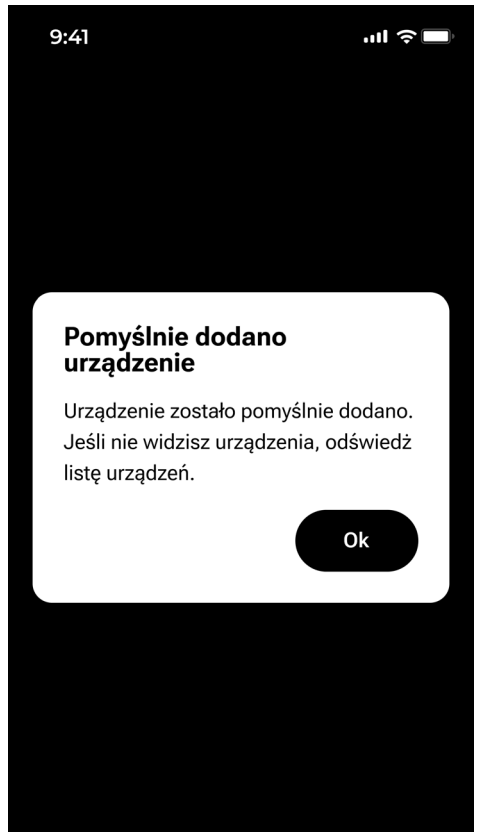 9:41
Pomyślnie dodano
urządzenie
Urządzenie zostało pomyślnie dodano.
Jeśli nie widzisz urządzenia, odśwież
listę urządzeń.
Ok